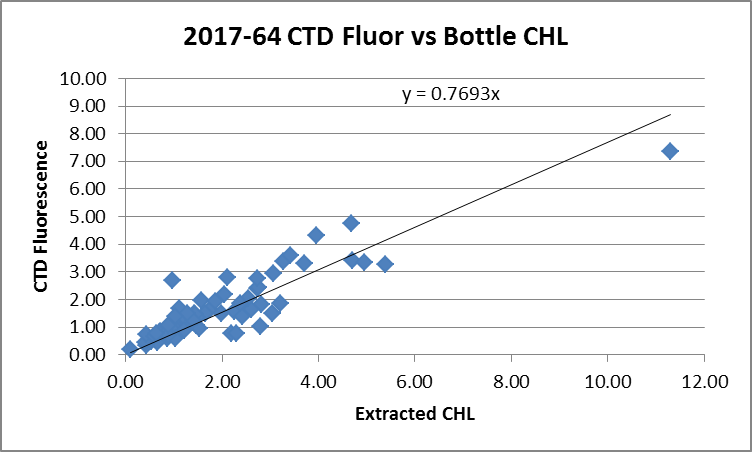 2017-64 CTD Fluor vs Bottle CHL
y = 0.7693x
CTD Fluorescence
10.00
9.00
8.00
7.00
6.00
5.00
4.00
3.00
2.00
1.00
0.00
0.00 2.00 4.00 6.00 8.00 10.00 12.00
Extracted CHL